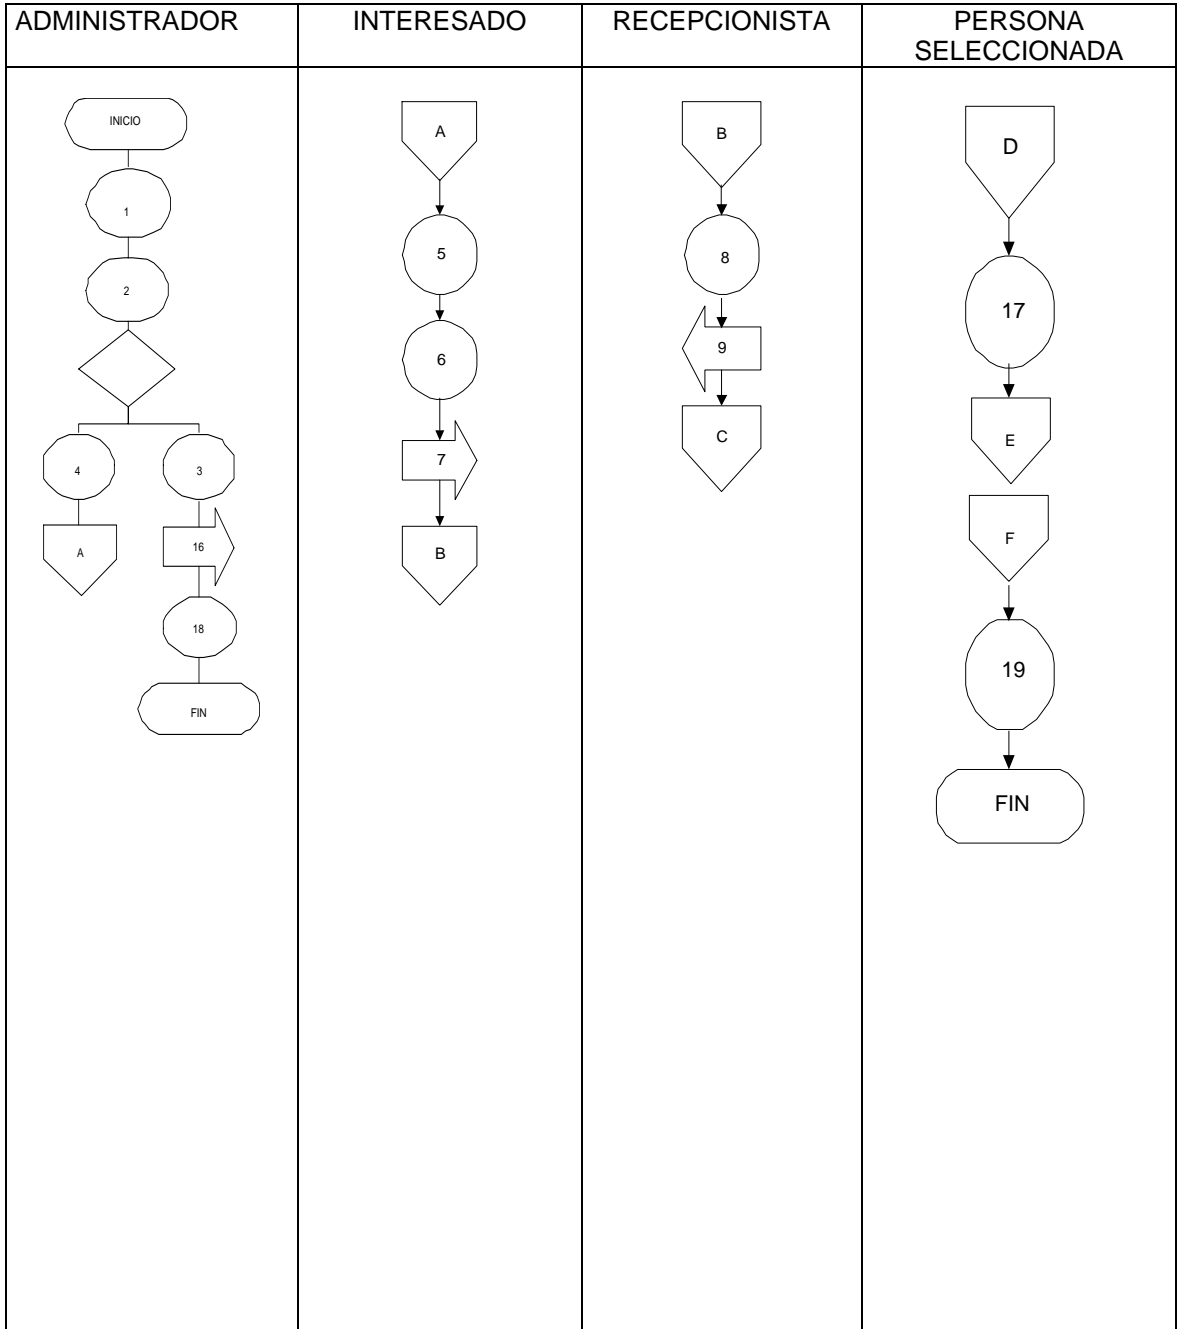 ADMINISTRADOR
INTERESADO
RECEPCIONISTA
PERSONA
SELECCIONADA
INICIO
1
2
4
3
A
16
18
FIN
A
5
6
7
B
B
8
9
C
D
17
E
F
19
FIN